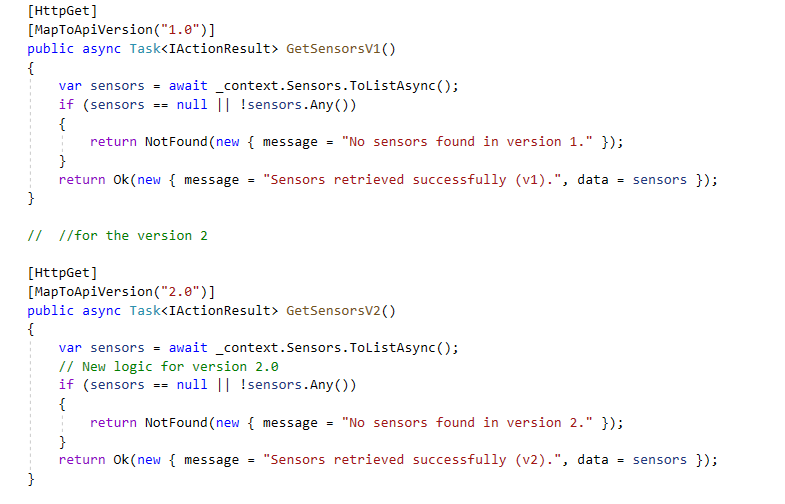 [HttpGet]
[MapToApiVersion("1.0")]
public async Task<IActionResult> GetSensorsV1()
{
    var sensors = await _context.Sensors.ToListAsync();
    if (sensors == null || !sensors.Any())
    {
        return NotFound(new { message = "No sensors found in version 1." });
    }
    return Ok(new { message = "Sensors retrieved successfully (v1).", data = sensors });
}
//  //for the version 2
[HttpGet]
[MapToApiVersion("2.0")]
public async Task<IActionResult> GetSensorsV2()
{
    var sensors = await _context.Sensors.ToListAsync();
    // New logic for version 2.0
    if (sensors == null || !sensors.Any())
    {
        return NotFound(new { message = "No sensors found in version 2." });
    }
    return Ok(new { message = "Sensors retrieved successfully (v2).", data = sensors });
}